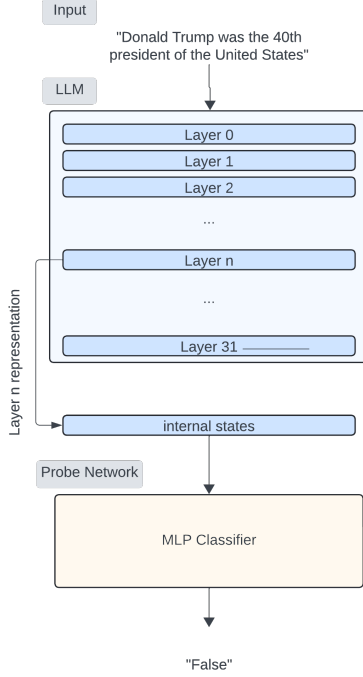 Input
"Donald Trump was the 40th
president of the United States"
LLM
Layer 0
Layer 1
Layer 2
...
Layer n
...
Layer 31
Layer n representation
internal states
Probe Network
MLP Classifier
"False"